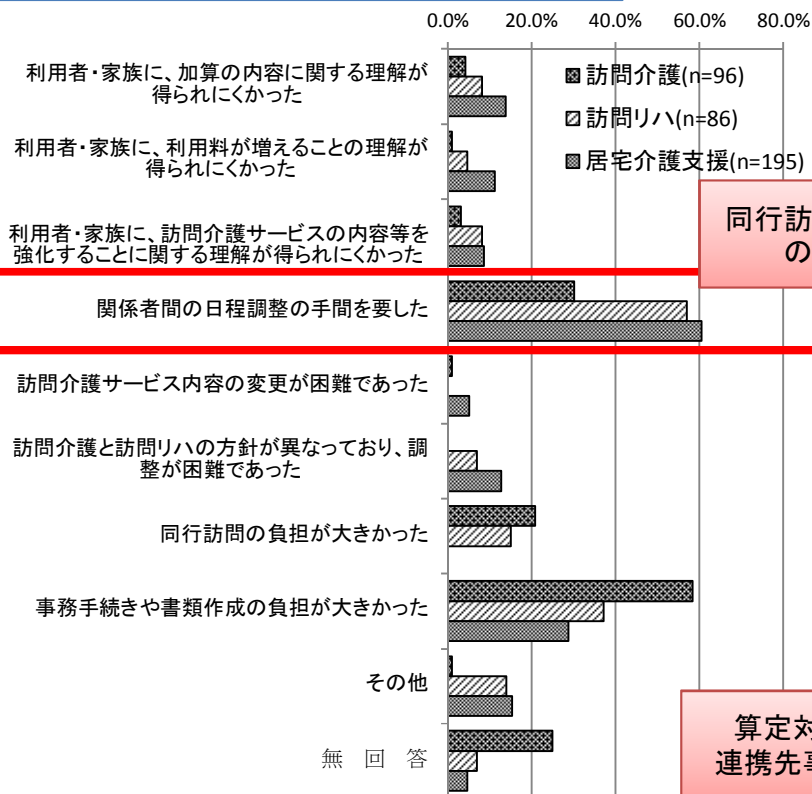 0.0% 20.0% 40.0% 60.0% 80.0%
利用者・家族に、加算の内容に関する理解が
得られにくかった
訪問介護(n=96)
訪問リハ(n=86)
居宅介護支援(n=195)
利用者・家族に、利用料が増えることの理解が
得られにくかった
利用者・家族に、訪問介護サービスの内容等を
強化することに関する理解が得られにくかった
同行訪
の
関係者間の日程調整の手間を要した
訪問介護サービス内容の変更が困難であった
訪問介護と訪問リハの方針が異なっており、調
整が困難であった
同行訪問の負担が大きかった
事務手続きや書類作成の負担が大きかった
その他
無 回 答
算定対
連携先事